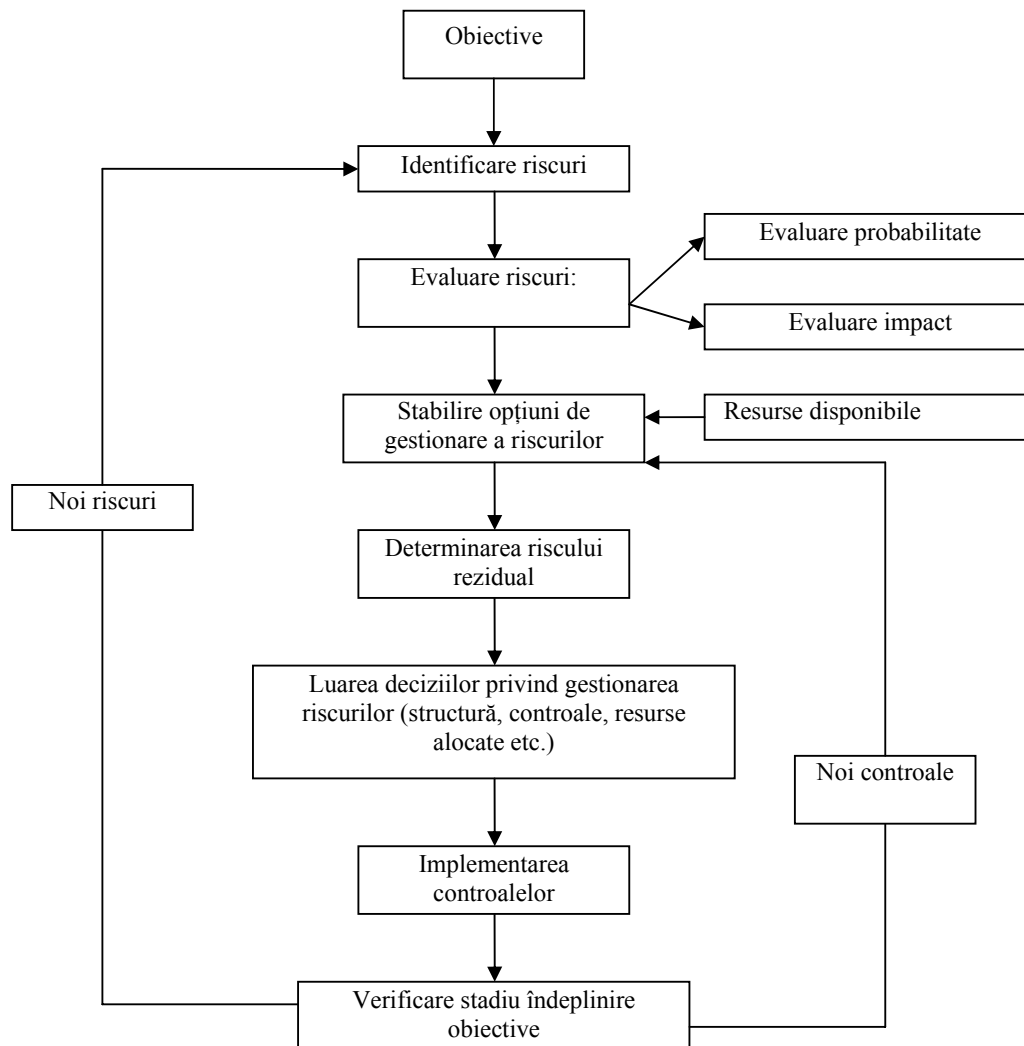 Obiective
Identificare riscuri
Evaluare probabilitate
Evaluare riscuri:
Evaluare impact
Stabilire opțiuni de
gestionare a riscurilor
Resurse disponibile
Noi riscuri
Determinarea riscului
rezidual
Luarea deciziilor privind gestionarea
riscurilor (structură, controale, resurse
alocate etc.)
Noi controale
Implementarea
controalelor
Verificare stadiu îndeplinire
obiective